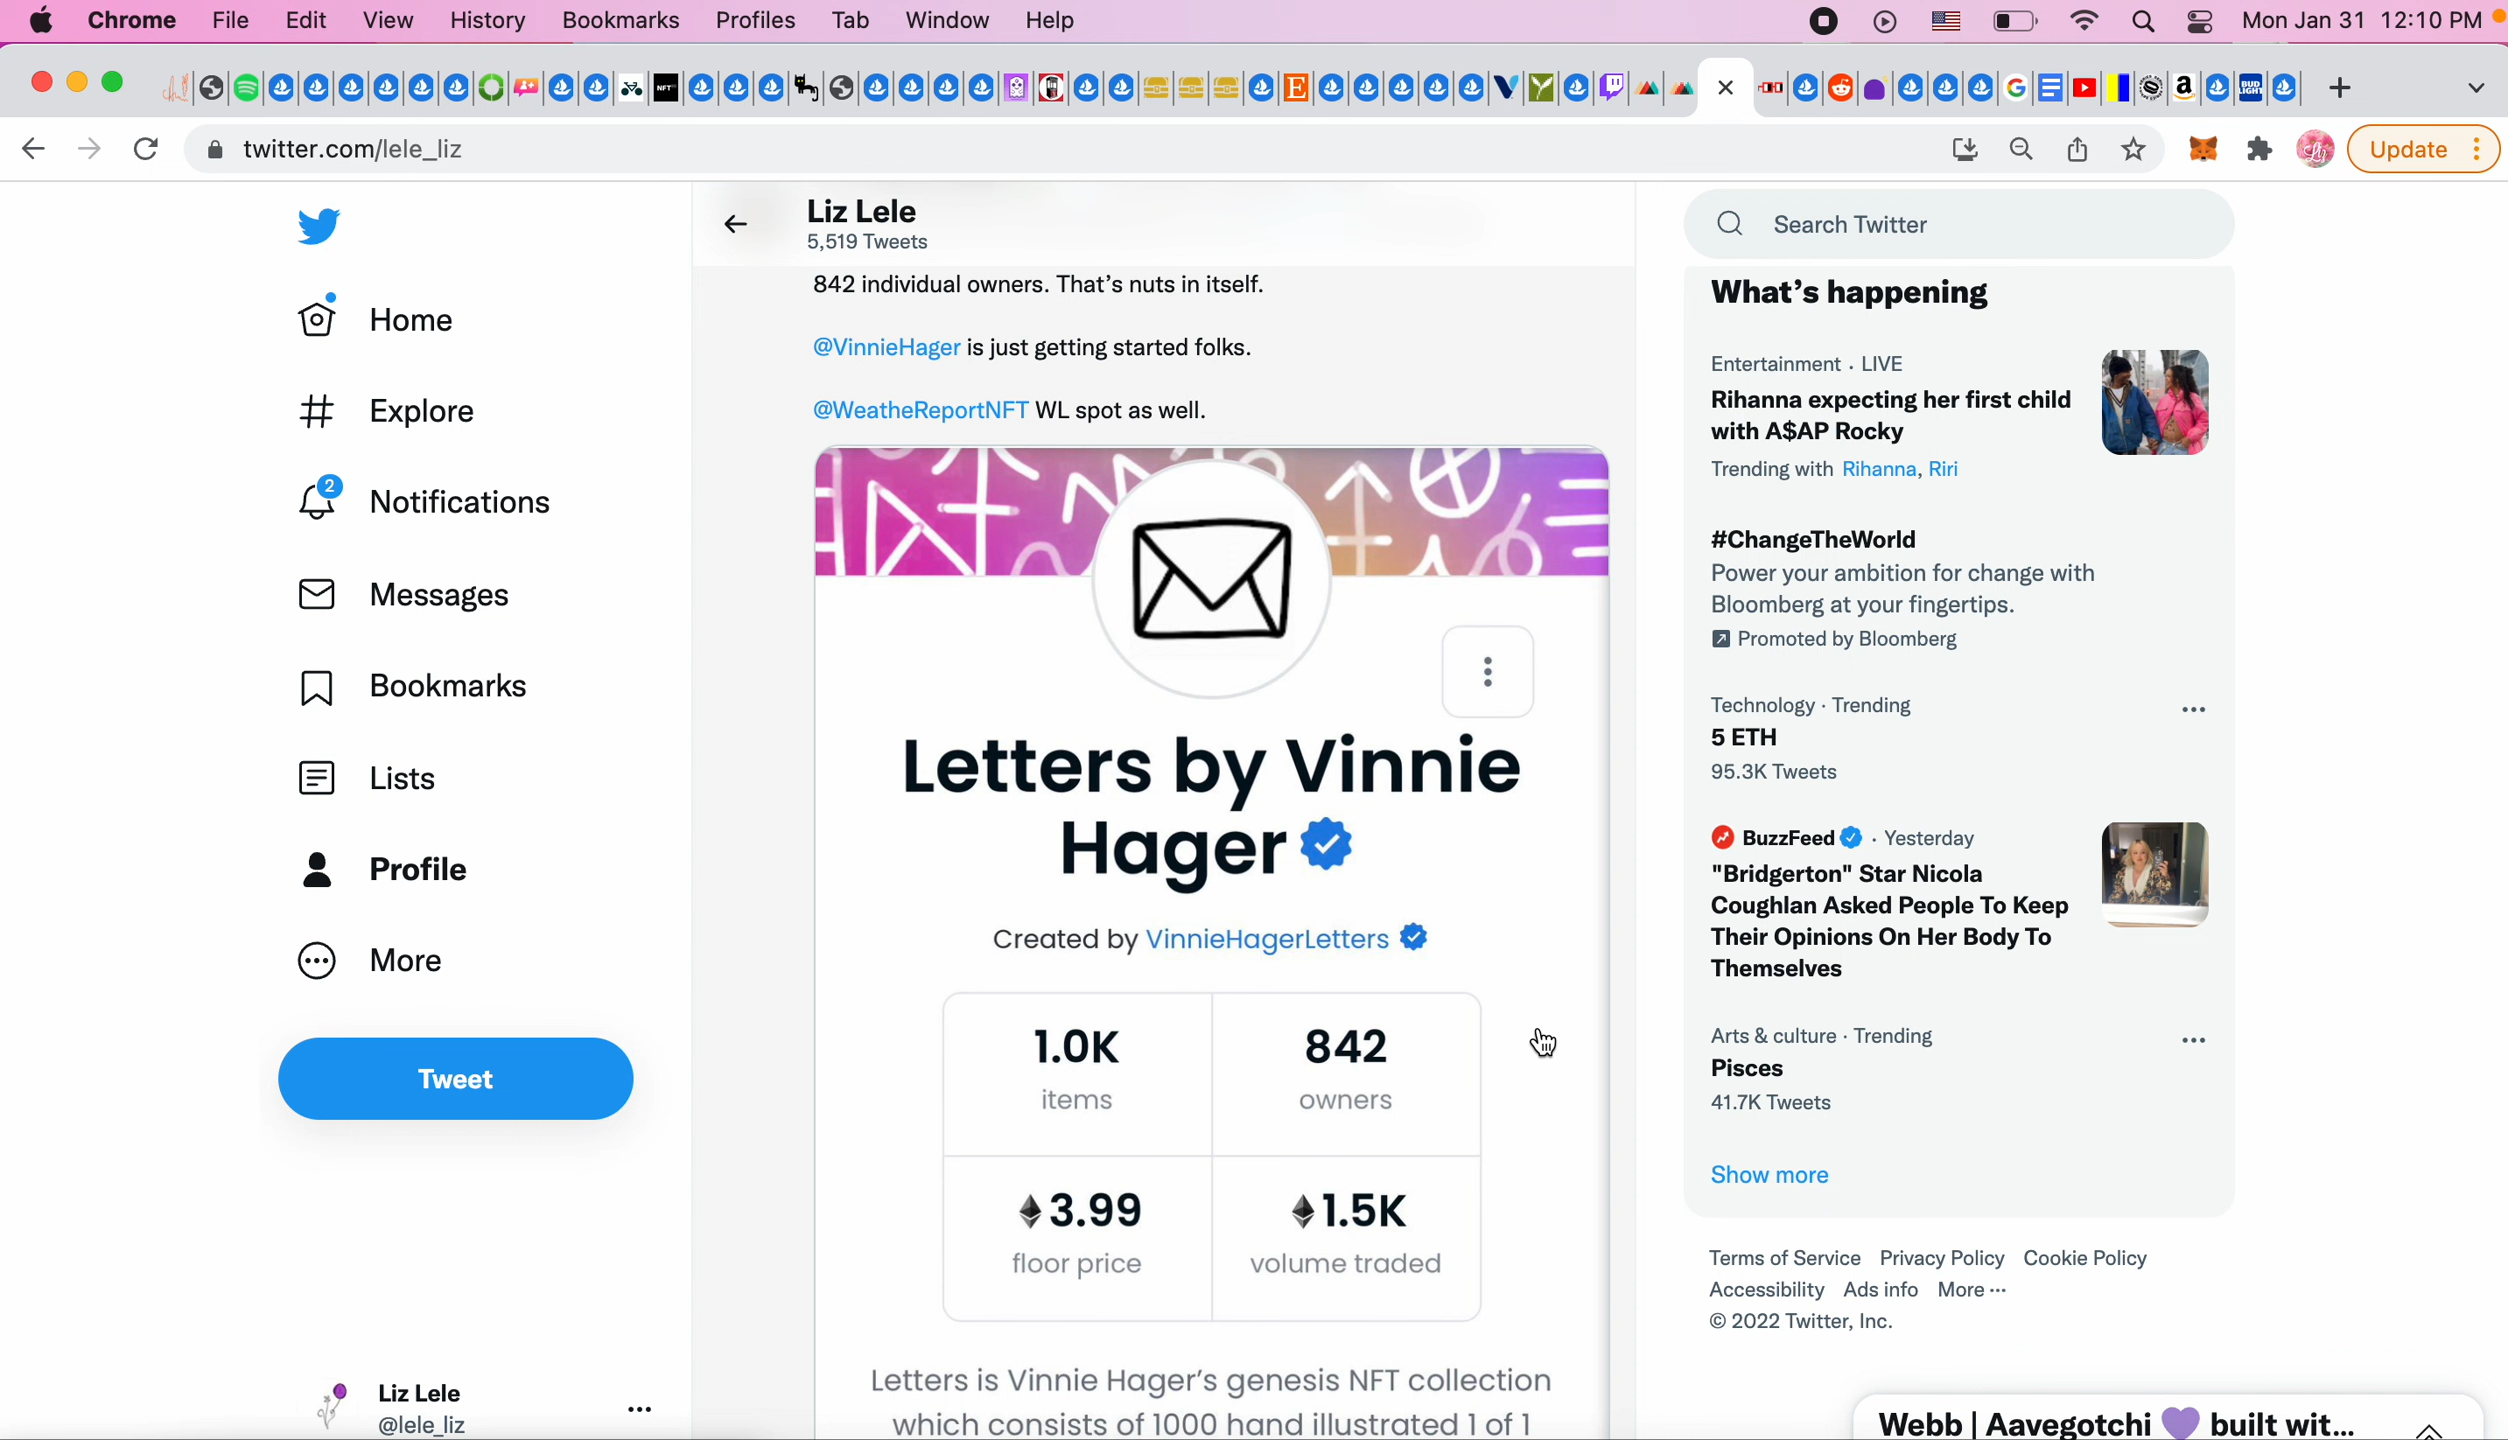 Chrome File Edit View History Bookmarks Profiles Tab Window Help Mon Jan 31 12:10 PM
twitter.com/lele_liz
Update
Home
Explore
2
Notifications
Messages
Bookmarks
Lists
Profile
More
Tweet
Liz Lele
@lele_liz
Liz Lele
5,519 Tweets
842 individual owners. That’s nuts in itself.
@VinnieHager is just getting started folks.
@WeatheReportNFT WL spot as well.
Letters by Vinnie
Hager
Created by VinnieHagerLetters
1.0K
items
842
owners
3.99
floor price
1.5K
volume traded
Letters is Vinnie Hager’s genesis NFT collection
which consists of 1000 hand illustrated 1 of 1
Search Twitter
What’s happening
Entertainment · LIVE
Rihanna expecting her first child
with A$AP Rocky
Trending with Rihanna, Riri
#ChangeTheWorld
Power your ambition for change with
Bloomberg at your fingertips.
Promoted by Bloomberg
Technology · Trending
5 ETH
95.3K Tweets
BuzzFeed · Yesterday
"Bridgerton" Star Nicola
Coughlan Asked People To Keep
Their Opinions On Her Body To
Themselves
Arts & culture · Trending
Pisces
41.7K Tweets
Show more
Terms of Service Privacy Policy Cookie Policy
Accessibility Ads info More ···
© 2022 Twitter, Inc.
Webb | Aavegotchi 💜 built wit...